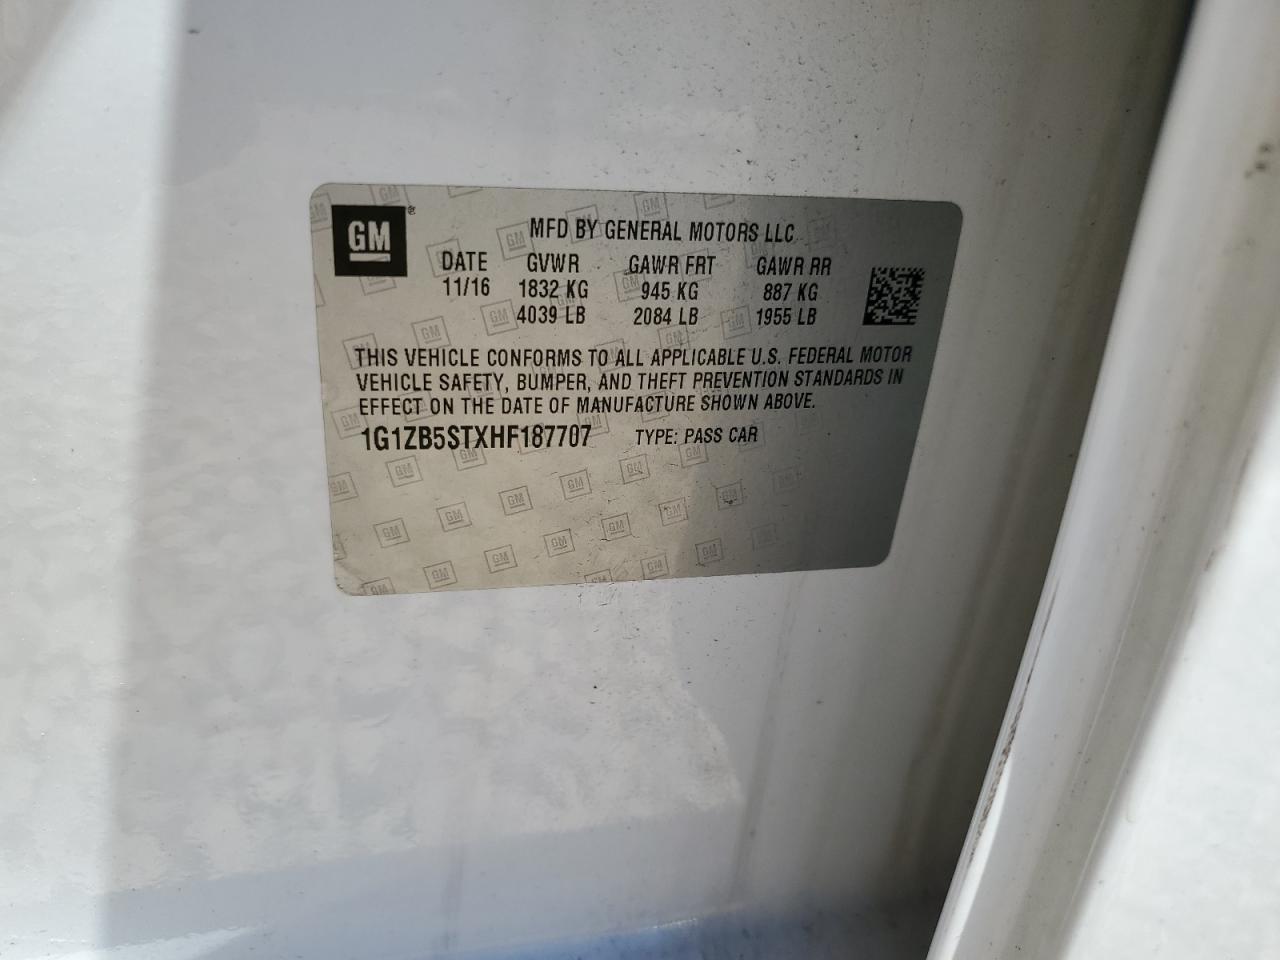 GM®
MFD BY GENERAL MOTORS LLC
DATE GVWR GAWR FRT GAWR RR
11/16 1832 KG 945 KG 887 KG
4039 LB 2084 LB 1955 LB
THIS VEHICLE CONFORMS TO ALL APPLICABLE U.S. FEDERAL MOTOR
VEHICLE SAFETY, BUMPER, AND THEFT PREVENTION STANDARDS IN
EFFECT ON THE DATE OF MANUFACTURE SHOWN ABOVE.
1G1ZB5STXHF187707 TYPE: PASS CAR